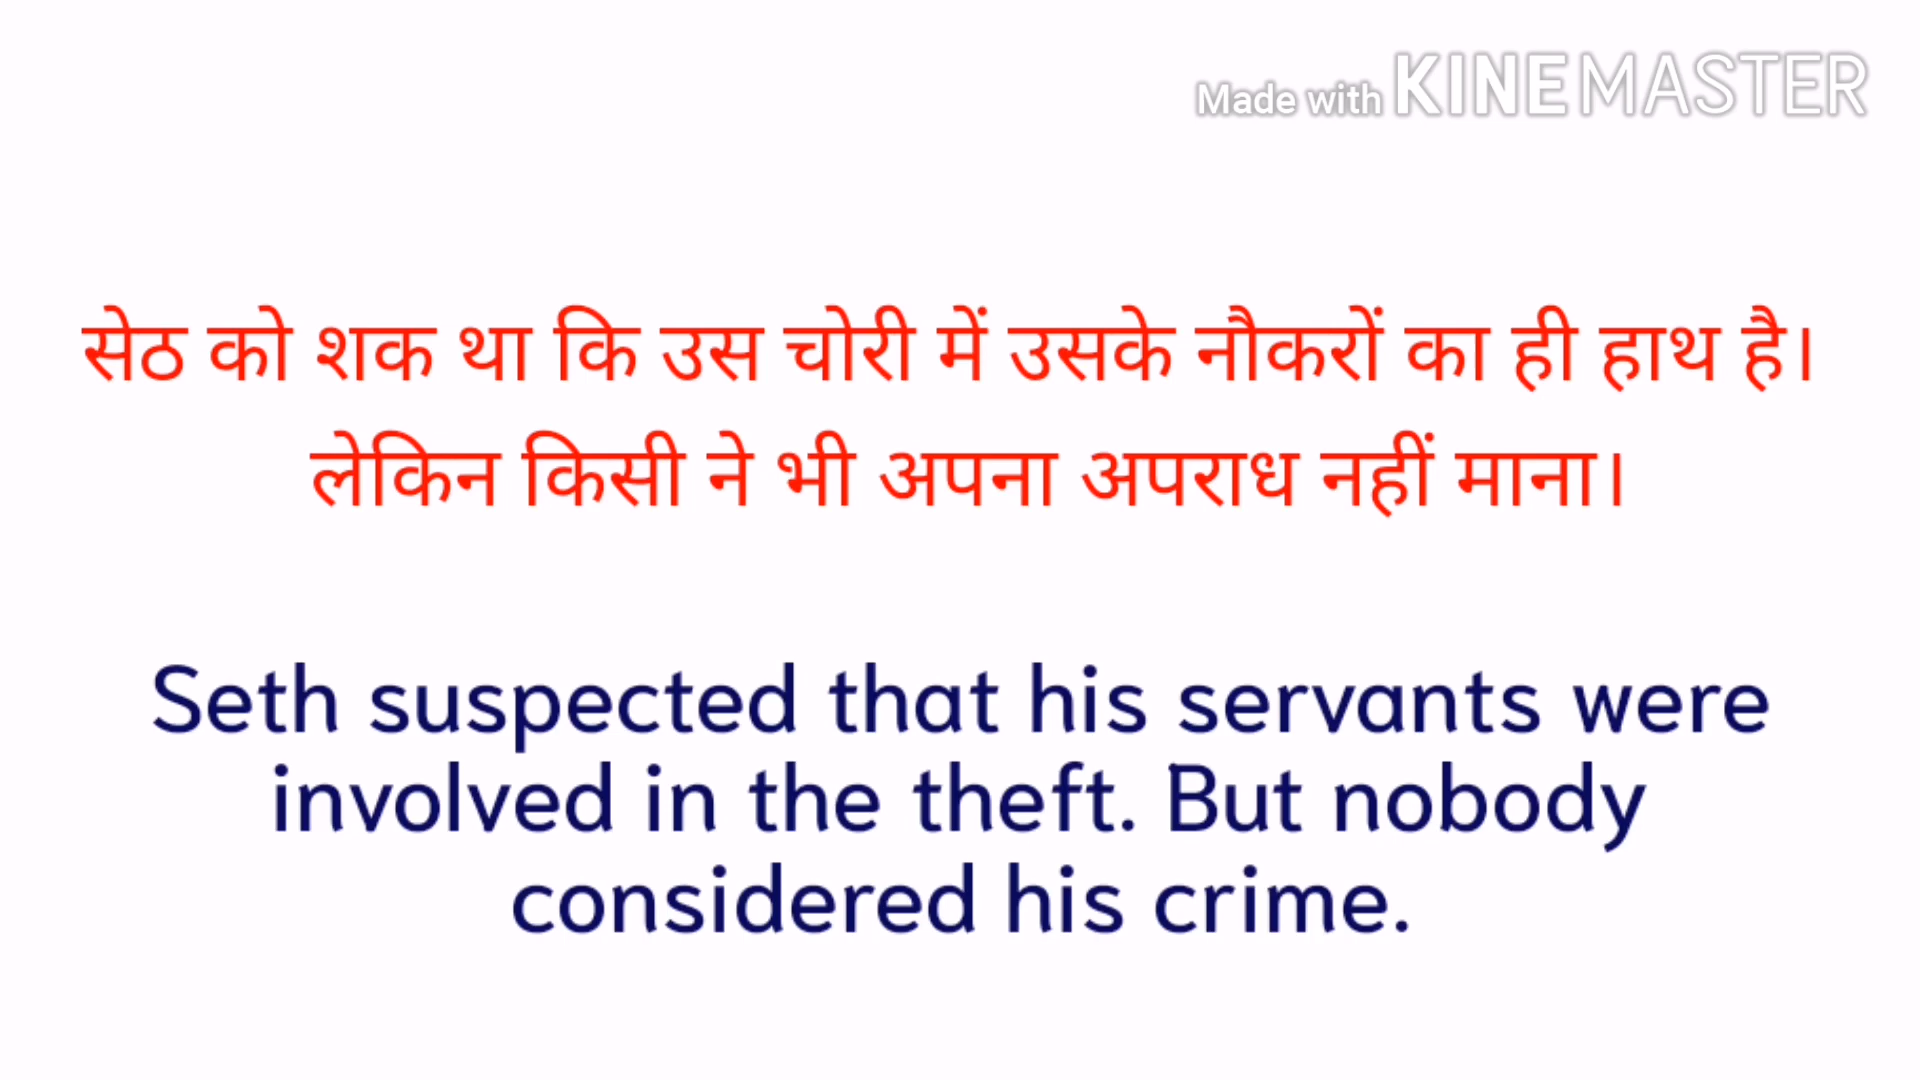 Made with KINEMASTER
सेठ को शक था कि उस चोरी में उसके नौकरों का ही हाथ है।
लेकिन किसी ने भी अपना अपराध नहीं माना।
Seth suspected that his servants were
involved in the theft. But nobody
considered his crime.